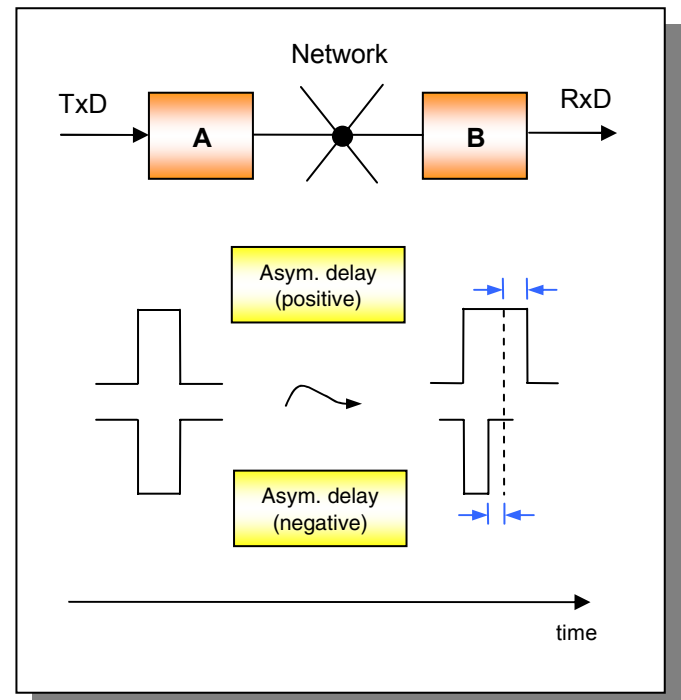 Network
TxD
RxD
A
B
Asym. delay
(positive)
Asym. delay
(negative)
time